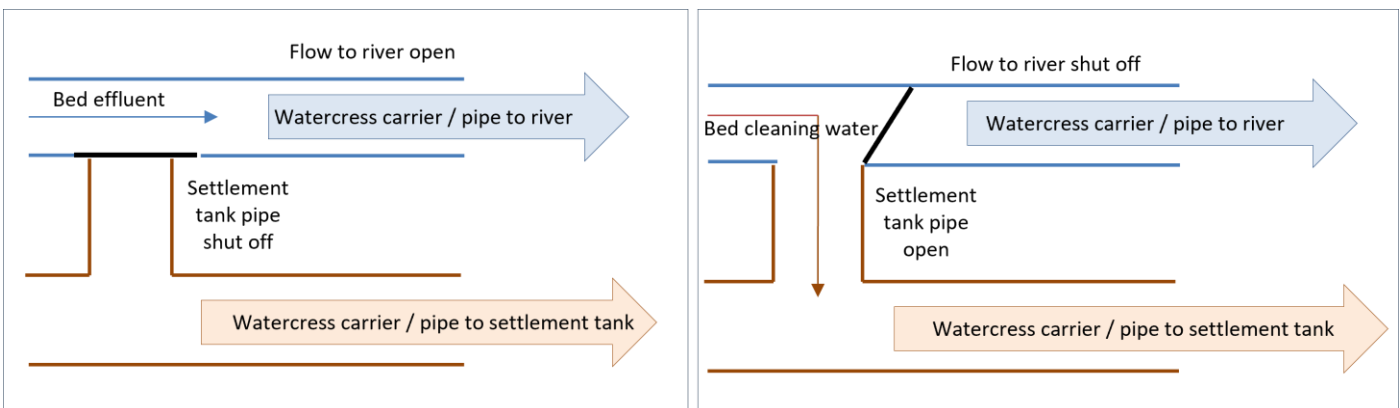 Flow to river open
Bed effluent
Watercress carrier / pipe to river
Settlement
tank pipe
shut off
Watercress carrier / pipe to settlement tank
Flow to river shut off
Bed cleaning water
Watercress carrier / pipe to river
Settlement
tank pipe
open
Watercress carrier / pipe to settlement tank